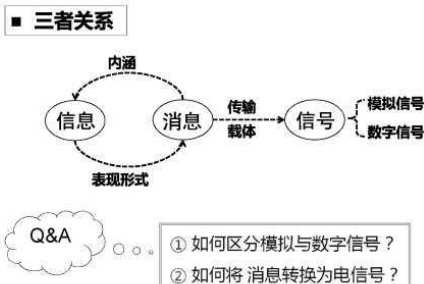 ■ 三者关系
内涵
信息
消息
传输
载体
信号
模拟信号
数字信号
表现形式
Q&A
① 如何区分模拟与数字信号？
② 如何将 消息转换为电信号？